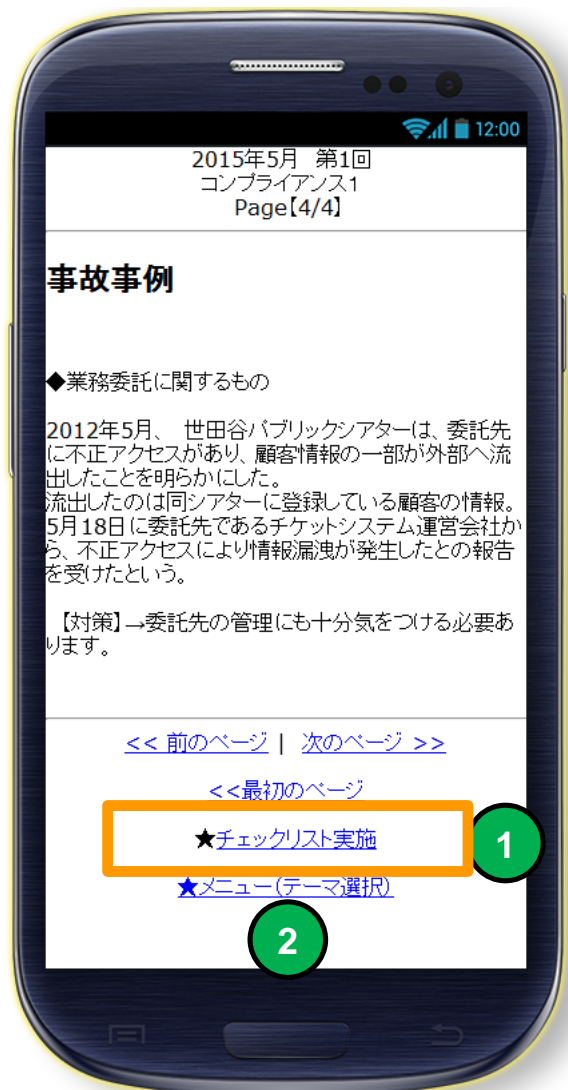 12:00
2015年5月 第1回
コンプライアンス1
Page【4/4】
事故事例
◆業務委託に関するもの
2012年5月、 世田谷パブリックシアターは、委託先
に不正アクセスがあり、顧客情報の一部が外部へ流
出したことを明らかにした。
流出したのは同シアターに登録している顧客の情報。
5月18日に委託先であるチケットシステム運営会社か
ら、不正アクセスにより情報漏洩が発生したとの報告
を受けたという。
【対策】→委託先の管理にも十分気をつける必要あ
ります。
<< 前のページ | 次のページ >>
<<最初のページ
★チェックリスト実施
1
★メニュー(テーマ選択)
2